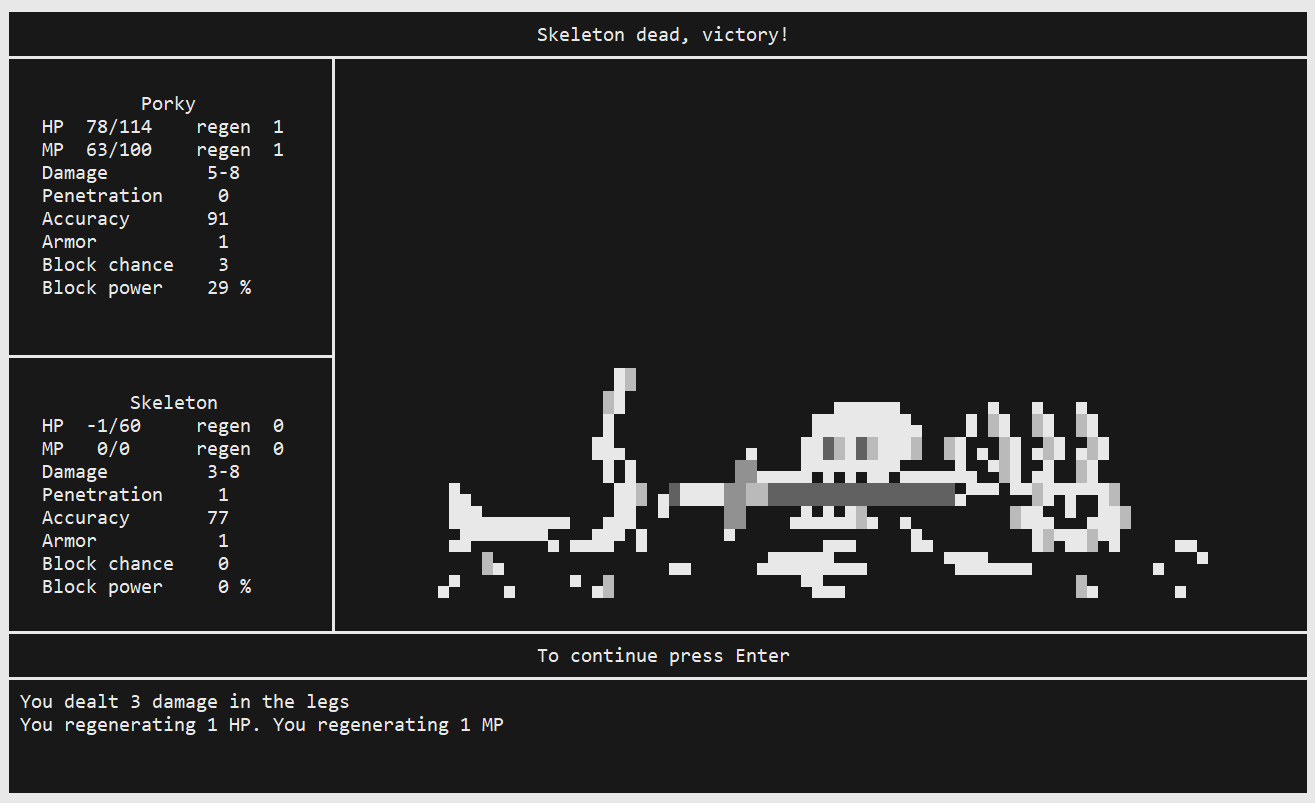 Skeleton dead, victory!
Porky
HP 78/114 regen 1
MP 63/100 regen 1
Damage 5-8
Penetration 0
Accuracy 91
Armor 1
Block chance 3
Block power 29 %
Skeleton
HP -1/60 regen 0
MP 0/0 regen 0
Damage 3-8
Penetration 1
Accuracy 77
Armor 1
Block chance 0
Block power 0 %
To continue press Enter
You dealt 3 damage in the legs
You regenerating 1 HP. You regenerating 1 MP